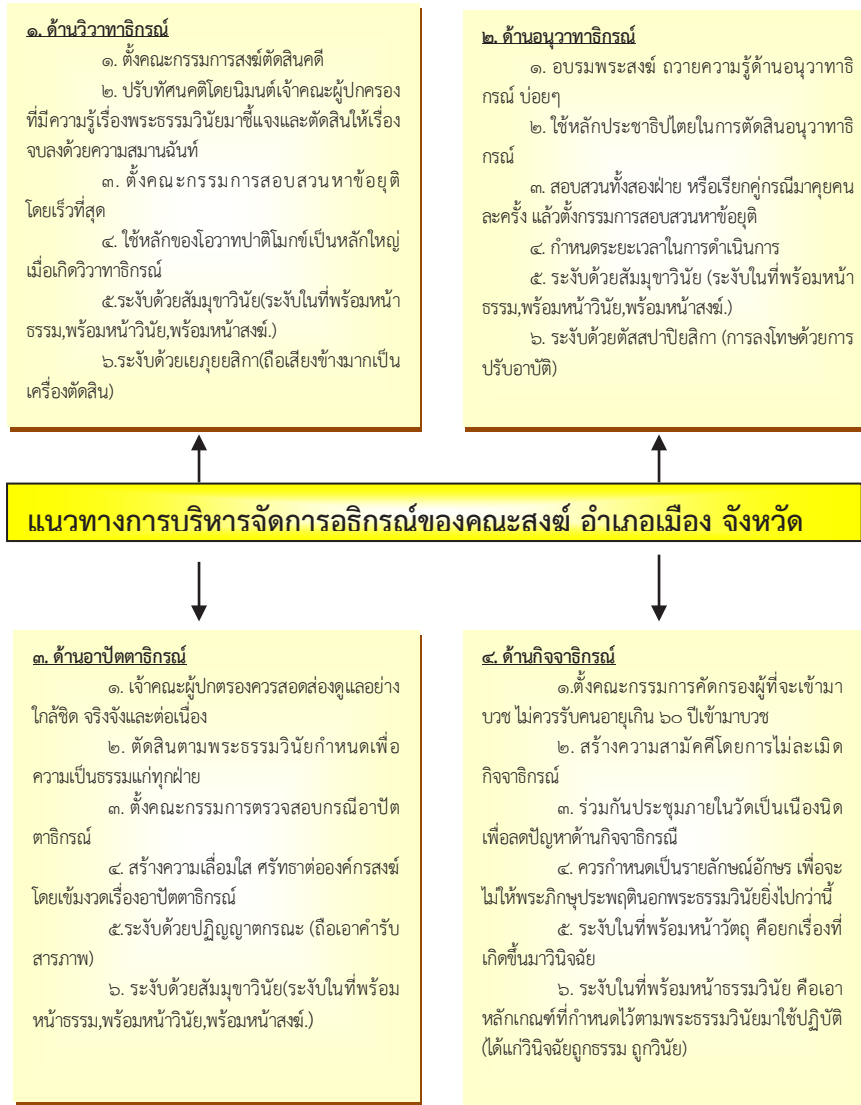 ๑. ด้านวิวาทาธิกรณ์
๑. ตั้งคณะกรรมการสงฆ์ตัดสินคดี
๒. ปรับทัศนคติโดยนิมนต์เจ้าคณะผู้ปกครอง
ที่มีความรู้เรื่องพระธรรมวินัยมาชี้แจงและตัดสินให้เรื่อง
จบลงด้วยความสมานฉันท์
๓. ตั้งคณะกรรมการสอบสวนหาข้อยุติ
โดยเร็วที่สุด
๔. ใช้หลักของโอวาทปาติโมกข์เป็นหลักใหญ่
เมื่อเกิดวิวาทาธิกรณ์
๕.ระงับด้วยสัมมุขาวินัย(ระงับในที่พร้อมหน้า
ธรรม,พร้อมหน้าวินัย,พร้อมหน้าสงฆ์.)
๖.ระงับด้วยเยภุยยสิกา(ถือเสียงข้างมากเป็น
เครื่องตัดสิน)
๒. ด้านอนุวาทาธิกรณ์
๑. อบรมพระสงฆ์ ถวายความรู้ด้านอนุวาทาธิ
กรณ์ บ่อยๆ
๒. ใช้หลักประชาธิปไตยในการตัดสินอนุวาทาธิ
กรณ์
๓. สอบสวนทั้งสองฝ่าย หรือเรียกคู่กรณีมาคุยคน
ละครั้ง แล้วตั้งกรรมการสอบสวนหาข้อยุติ
๔. กำหนดระยะเวลาในการดำเนินการ
๕. ระงับด้วยสัมมุขาวินัย (ระงับในที่พร้อมหน้า
ธรรม,พร้อมหน้าวินัย,พร้อมหน้าสงฆ์.)
๖. ระงับด้วยตัสสปาปิยสิกา (การลงโทษด้วยการ
ปรับอาบัติ)
แนวทางการบริหารจัดการอธิกรณ์ของคณะสงฆ์ อำเภอเมือง จังหวัด
๓. ด้านอาปัตตาธิกรณ์
๑. เจ้าคณะผู้ปกตรองควรสอดส่องดูแลอย่าง
ใกล้ชิด จริงจังและต่อเนื่อง
๒. ตัดสินตามพระธรรมวินัยกำหนดเพื่อ
ความเป็นธรรมแก่ทุกฝ่าย
๓. ตั้งคณะกรรมการตรวจสอบกรณีอาปัต
ตาธิกรณ์
๔. สร้างความเลื่อมใส ศรัทธาต่อองค์กรสงฆ์
โดยเข้มงวดเรื่องอาปัตตาธิกรณ์
๕.ระงับด้วยปฏิญญาตกรณะ (ถือเอาคำรับ
สารภาพ)
๖. ระงับด้วยสัมมุขาวินัย(ระงับในที่พร้อม
หน้าธรรม,พร้อมหน้าวินัย,พร้อมหน้าสงฆ์.)
๔. ด้านกิจจาธิกรณ์
๑.ตั้งคณะกรรมการคัดกรองผู้ที่จะเข้ามา
บวช ไม่ควรรับคนอายุเกิน ๖๐ ปีเข้ามาบวช
๒. สร้างความสามัคคีโดยการไม่ละเมิด
กิจจาธิกรณ์
๓. ร่วมกันประชุมภายในวัดเป็นเนืองนิด
เพื่อลดปัญหาด้านกิจจาธิกรณื
๔. ควรกำหนดเป็นรายลักษณ์อักษร เพื่อจะ
ไม่ให้พระภิกษุประพฤตินอกพระธรรมวินัยยิ่งไปกว่านี้
๕. ระงับในที่พร้อมหน้าวัตถุ คือยกเรื่องที่
เกิดขึ้นมาวินิจฉัย
๖. ระงับในที่พร้อมหน้าธรรมวินัย คือเอา
หลักเกณฑ์ที่กำหนดไว้ตามพระธรรมวินัยมาใช้ปฏิบัติ
(ได้แก่วินิจฉัยถูกธรรม ถูกวินัย)